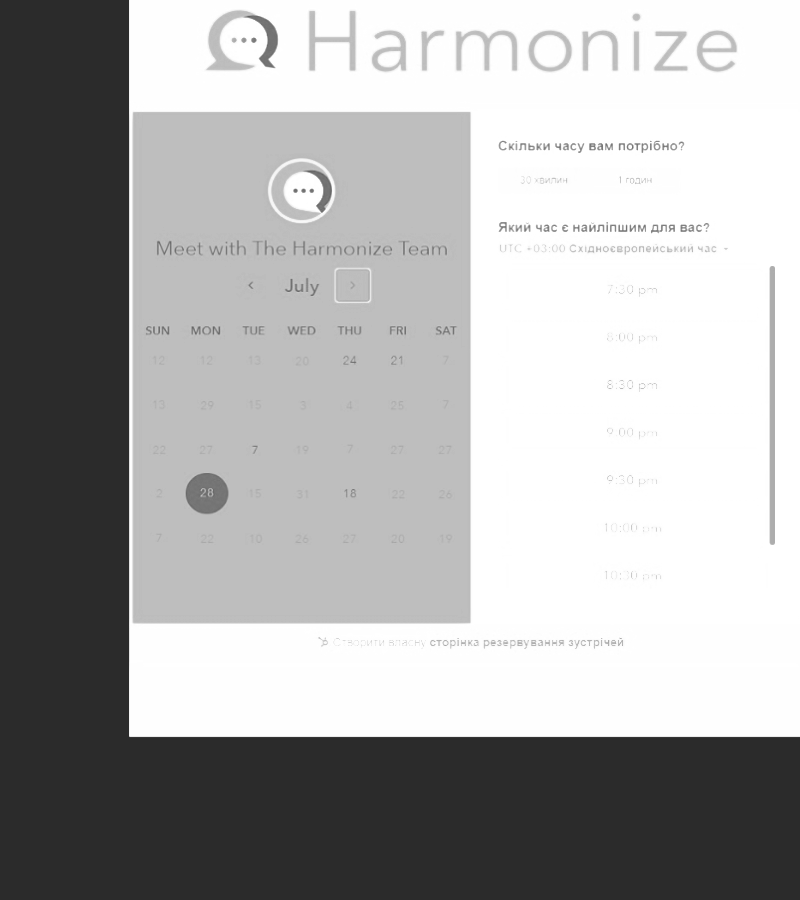 Harmonize
Meet with The Harmonize Team
July
SUN MON TUE WED THU FRI SAT
12 12 13 20 24 21 7
13 29 15 3 4 25 7
22 27 7 19 7 27 27
2 28 15 31 18 22 26
7 22 10 26 27 20 19
Скільки часу вам потрібно?
30 хвилин 1 годин
Який час є найліпшим для вас?
UTC +03:00 Східноєвропейський час
7:30 pm
8:00 pm
8:30 pm
9:00 pm
9:30 pm
10:00 pm
10:30 pm
Створити власну сторінка резервування зустрічей